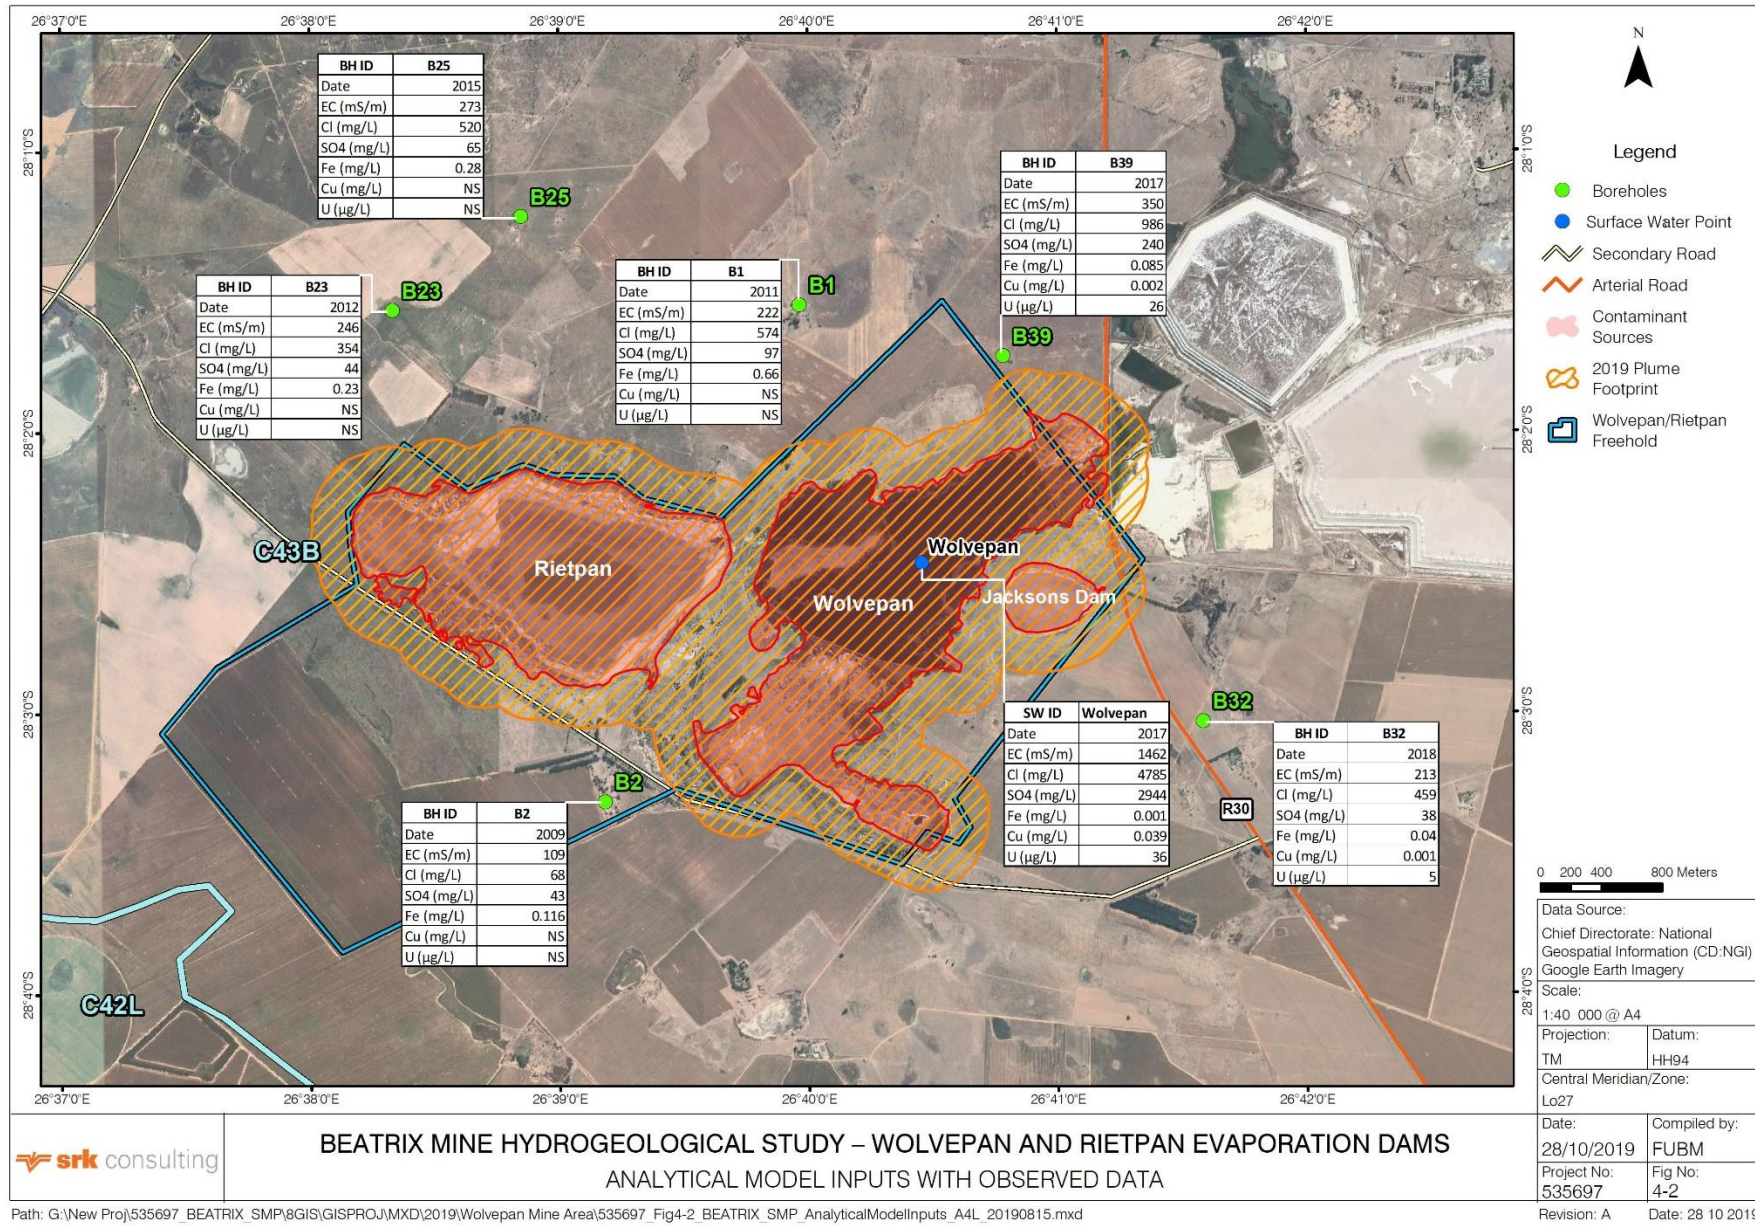 26°37'0"E 26°38'0"E 26°39'0"E 26°40'0"E 26°41'0"E 26°42'0"E
28°1'0"S
28°2'0"S
28°3'0"S
28°4'0"S
28°1'0"S
28°2'0"S
28°3'0"S
28°4'0"S
BH ID B25
Date 2015
EC (mS/m) 273
Cl (mg/L) 520
SO4 (mg/L) 65
Fe (mg/L) 0.28
Cu (mg/L) NS
U (µg/L) NS
B25
BH ID B23
Date 2012
EC (mS/m) 246
Cl (mg/L) 354
SO4 (mg/L) 44
Fe (mg/L) 0.23
Cu (mg/L) NS
U (µg/L) NS
B23
BH ID B1
Date 2011
EC (mS/m) 222
Cl (mg/L) 574
SO4 (mg/L) 97
Fe (mg/L) 0.66
Cu (mg/L) NS
U (µg/L) NS
B1
BH ID B39
Date 2017
EC (mS/m) 350
Cl (mg/L) 986
SO4 (mg/L) 240
Fe (mg/L) 0.085
Cu (mg/L) 0.002
U (µg/L) 26
B39
C43B
Rietpan
Wolvepan
Wolvepan
Jacksons Dam
B2
BH ID B2
Date 2009
EC (mS/m) 109
Cl (mg/L) 68
SO4 (mg/L) 43
Fe (mg/L) 0.116
Cu (mg/L) NS
U (µg/L) NS
SW ID Wolvepan
Date 2017
EC (mS/m) 1462
Cl (mg/L) 4785
SO4 (mg/L) 2944
Fe (mg/L) 0.001
Cu (mg/L) 0.039
U (µg/L) 36
B32
BH ID B32
Date 2018
EC (mS/m) 213
Cl (mg/L) 459
SO4 (mg/L) 38
Fe (mg/L) 0.04
Cu (mg/L) 0.001
U (µg/L) 5
R30
C42L
26°37'0"E 26°38'0"E 26°39'0"E 26°40'0"E 26°41'0"E 26°42'0"E
N
Legend
Boreholes
Surface Water Point
Secondary Road
Arterial Road
Contaminant
Sources
2019 Plume
Footprint
Wolvepan/Rietpan
Freehold
0 200 400 800 Meters
Data Source:
Chief Directorate: National
Geospatial Information (CD:NGI)
Google Earth Imagery
Scale:
1:40 000 @ A4
Projection: Datum:
TM HH94
Central Meridian/Zone:
Lo27
Date: Compiled by:
28/10/2019 FUBM
Project No: Fig No:
535697 4-2
Revision: A Date: 28 10 2019
srk consulting
BEATRIX MINE HYDROGEOLOGICAL STUDY – WOLVEPAN AND RIETPAN EVAPORATION DAMS
ANALYTICAL MODEL INPUTS WITH OBSERVED DATA
Path: G:\New Proj\535697_BEATRIX_SMP\8GIS\GISPROJ\MXD\2019\Wolvepan Mine Area\535697_Fig4-2_BEATRIX_SMP_AnalyticalModelInputs_A4L_20190815.mxd